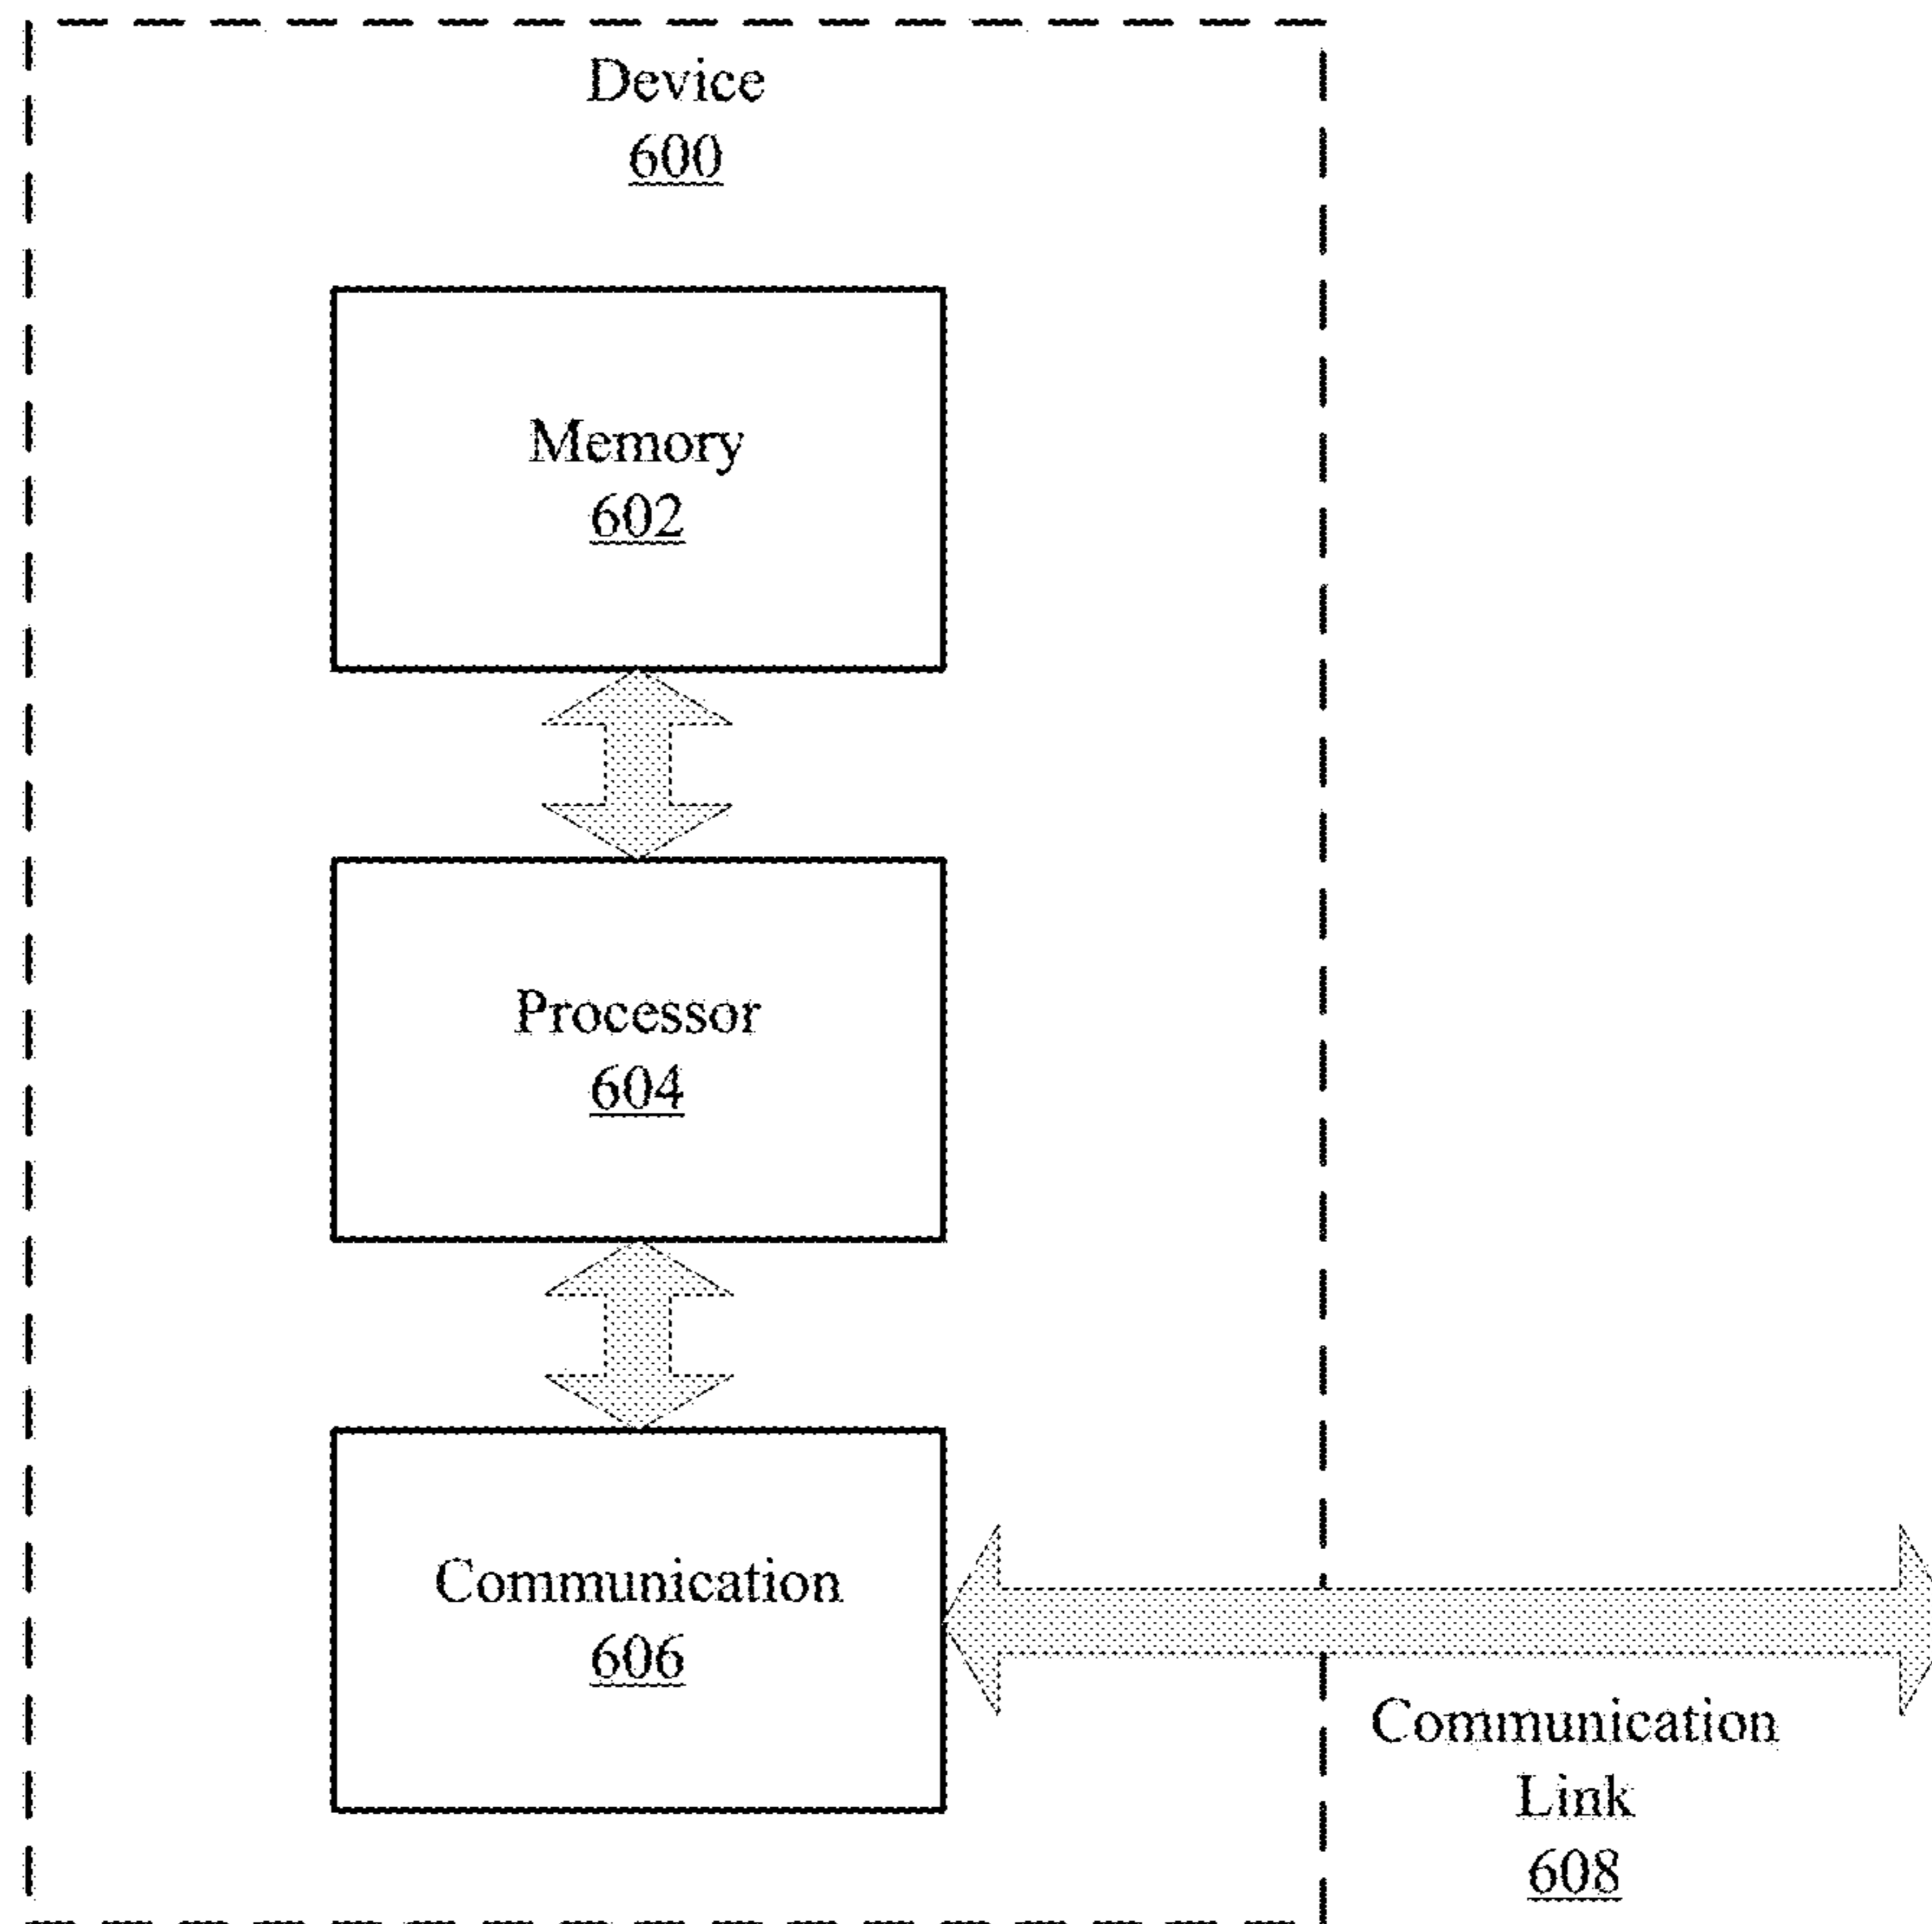 Device
600
Memory
602
Processor
604
Communication
606
Communication
Link
608